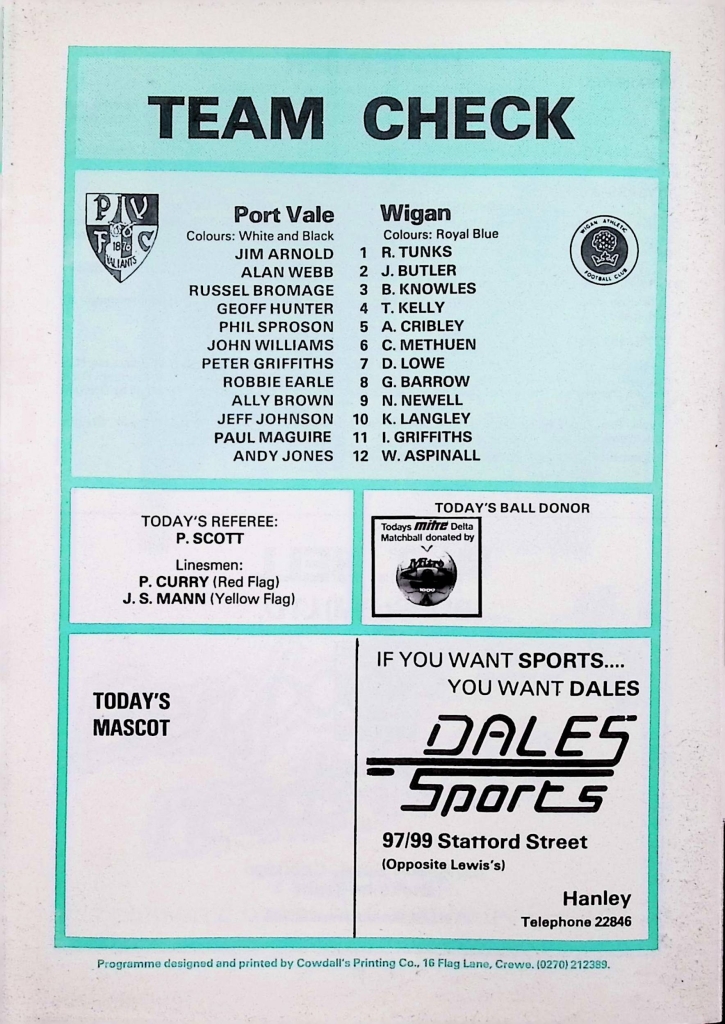 TEAM CHECK
P V
F C
1876
VALIANTS
Port Vale
Colours: White and Black
Wigan
Colours: Royal Blue
WIGAN ATHLETIC
FOOTBALL CLUB
JIM ARNOLD 1 R. TUNKS
ALAN WEBB 2 J. BUTLER
RUSSEL BROMAGE 3 B. KNOWLES
GEOFF HUNTER 4 T. KELLY
PHIL SPROSON 5 A. CRIBLEY
JOHN WILLIAMS 6 C. METHUEN
PETER GRIFFITHS 7 D. LOWE
ROBBIE EARLE 8 G. BARROW
ALLY BROWN 9 N. NEWELL
JEFF JOHNSON 10 K. LANGLEY
PAUL MAGUIRE 11 I. GRIFFITHS
ANDY JONES 12 W. ASPINALL
TODAY'S REFEREE:
P. SCOTT
Linesmen:
P. CURRY (Red Flag)
J. S. MANN (Yellow Flag)
TODAY'S BALL DONOR
Todays mitre Delta
Matchball donated by
Mitre
TODAY'S
MASCOT
IF YOU WANT SPORTS....
YOU WANT DALES
DALES
Sports
97/99 Statford Street
(Opposite Lewis's)
Hanley
Telephone 22846
Programme designed and printed by Cowdall's Printing Co., 16 Flag Lane, Crewe. (0270) 212389.